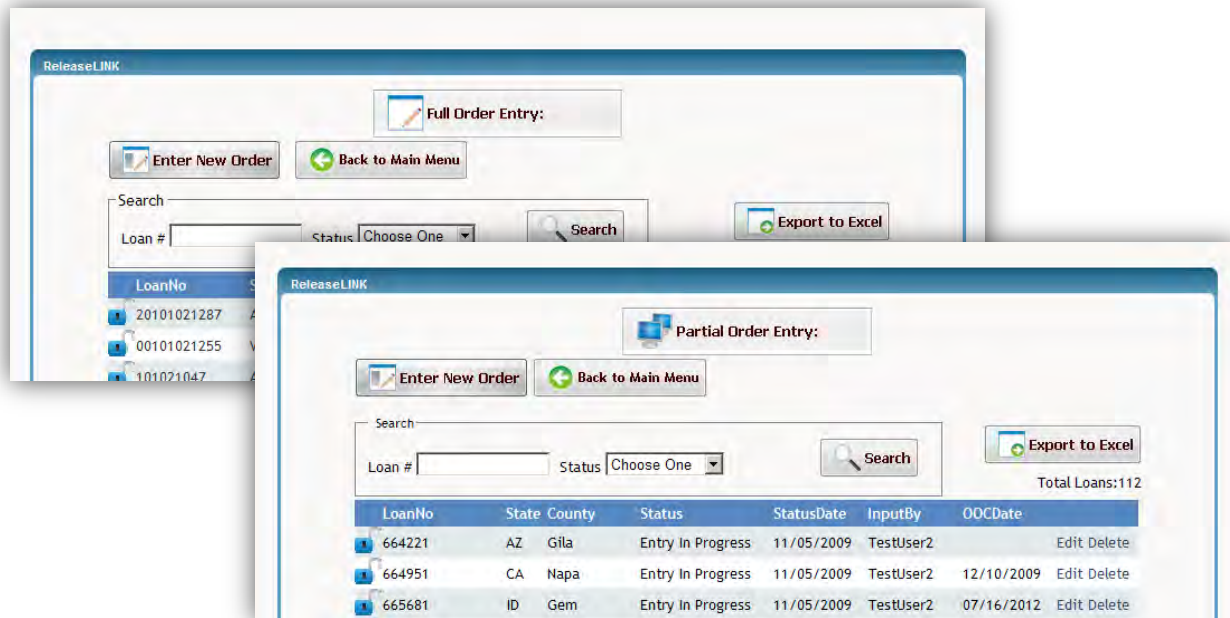 ReleaseLINK
Full Order Entry:
Enter New Order Back to Main Menu
Search
Loan # Status Choose One Search Export to Excel
LoanNo
20101021287
00101021255
101021047
ReleaseLINK
Partial Order Entry:
Enter New Order Back to Main Menu
Search
Loan # Status Choose One Search Export to Excel
Total Loans:112
LoanNo State County Status StatusDate InputBy OOCDate
664221 AZ Gila Entry In Progress 11/05/2009 TestUser2 Edit Delete
664951 CA Napa Entry In Progress 11/05/2009 TestUser2 12/10/2009 Edit Delete
665681 ID Gem Entry In Progress 11/05/2009 TestUser2 07/16/2012 Edit Delete